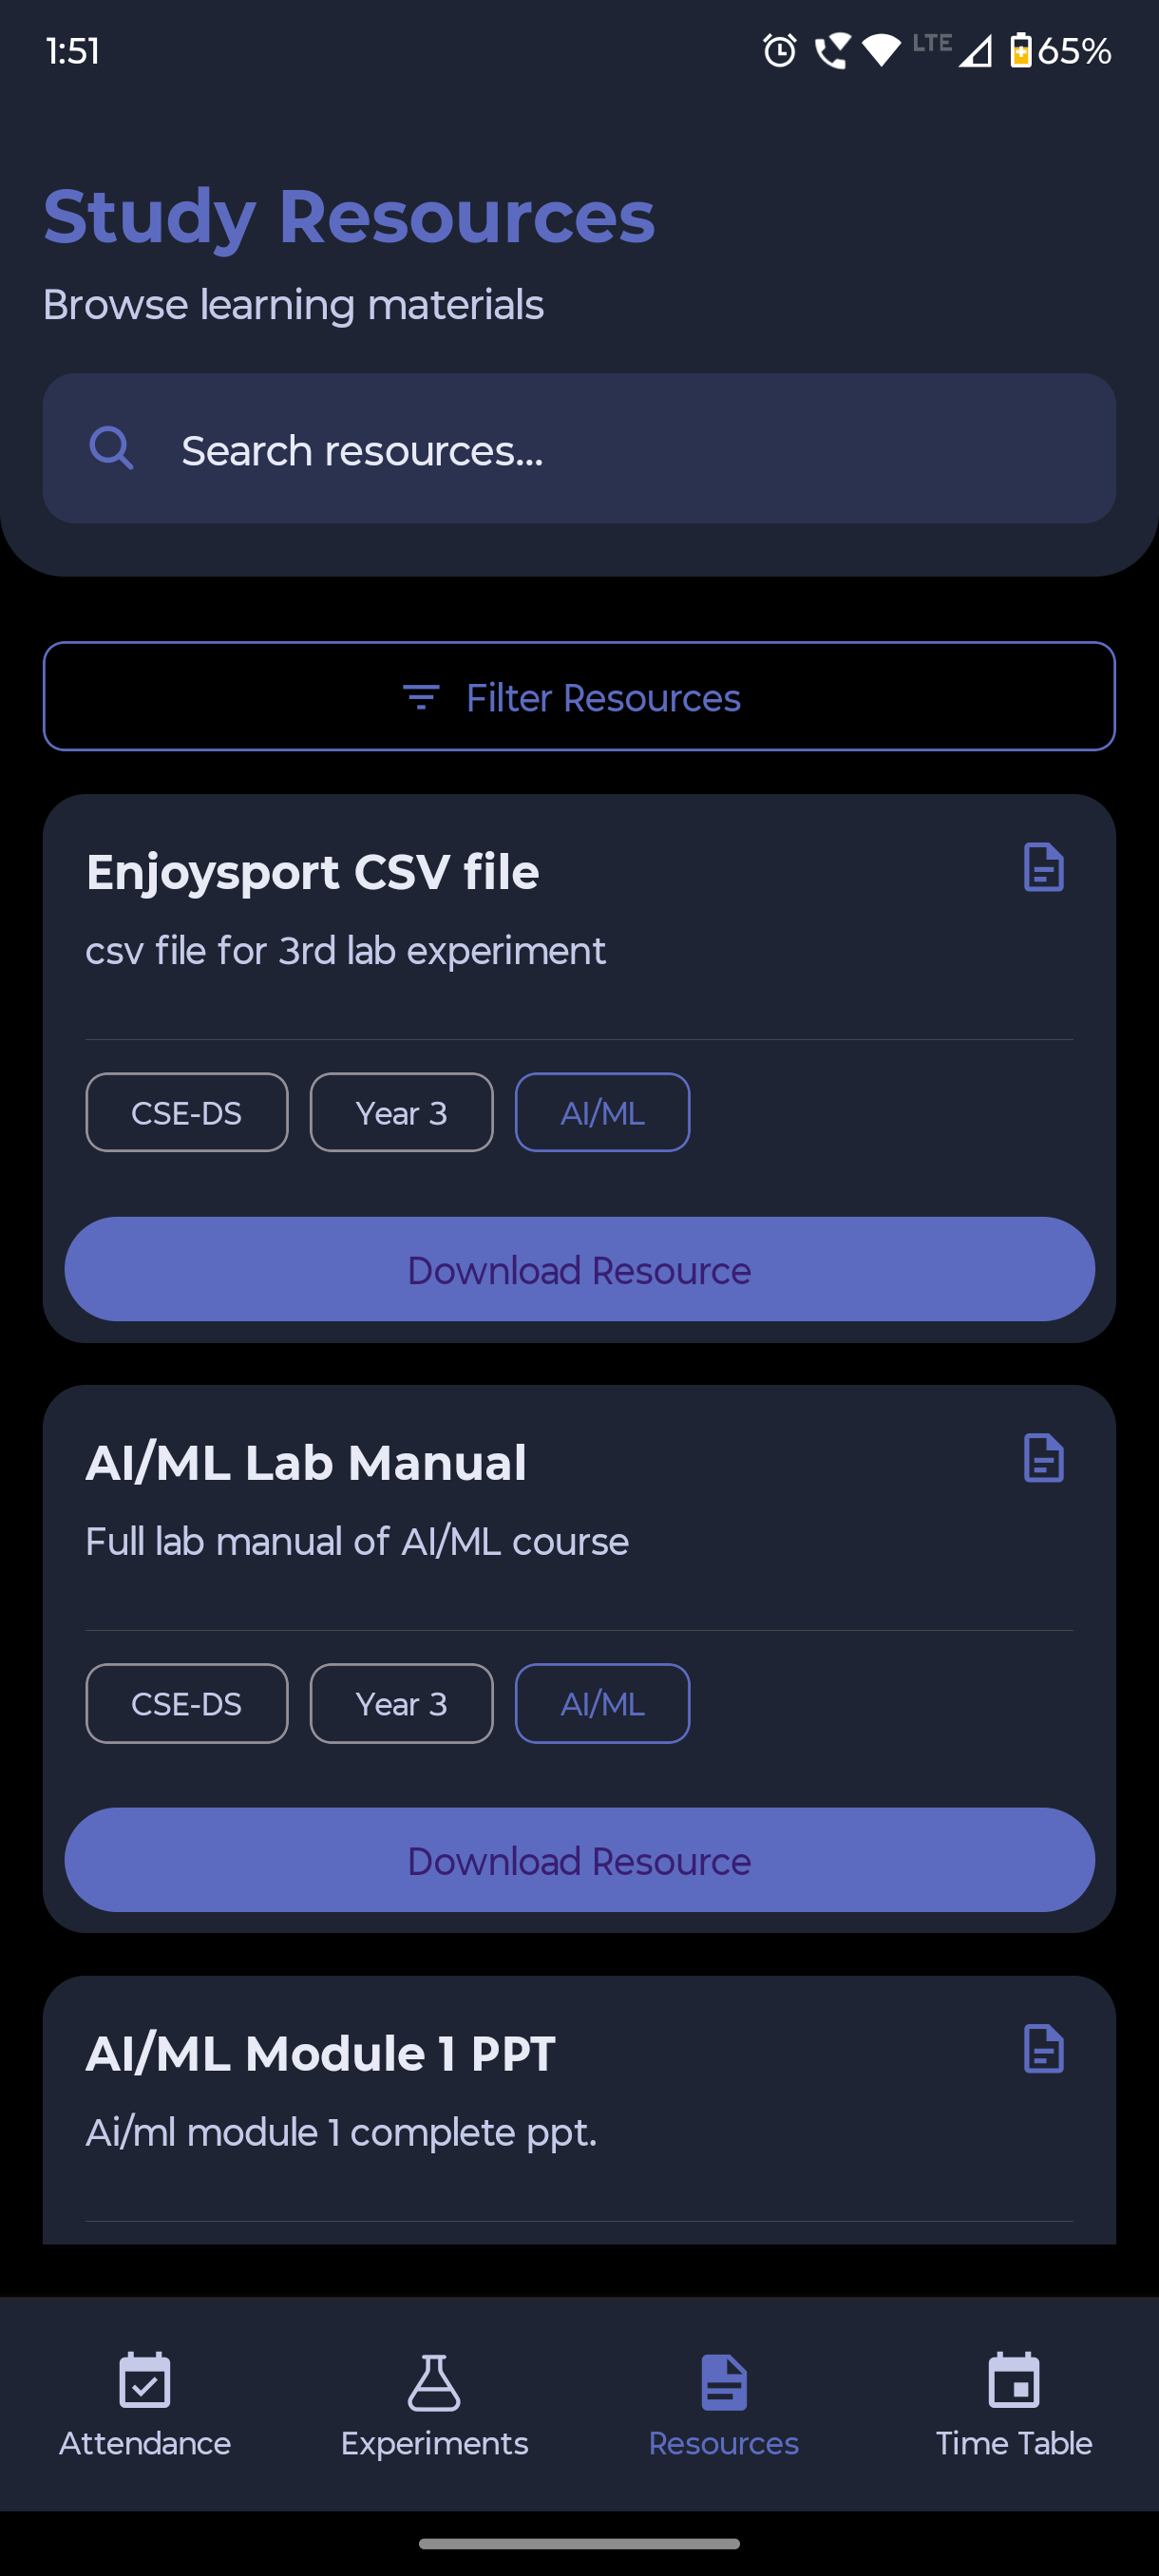 1:51 LTE 65%
Study Resources
Browse learning materials
Search resources...
Filter Resources
Enjoysport CSV file
csv file for 3rd lab experiment
CSE-DS Year 3 AI/ML
Download Resource
AI/ML Lab Manual
Full lab manual of AI/ML course
CSE-DS Year 3 AI/ML
Download Resource
AI/ML Module 1 PPT
Ai/ml module 1 complete ppt.
Attendance Experiments Resources Time Table